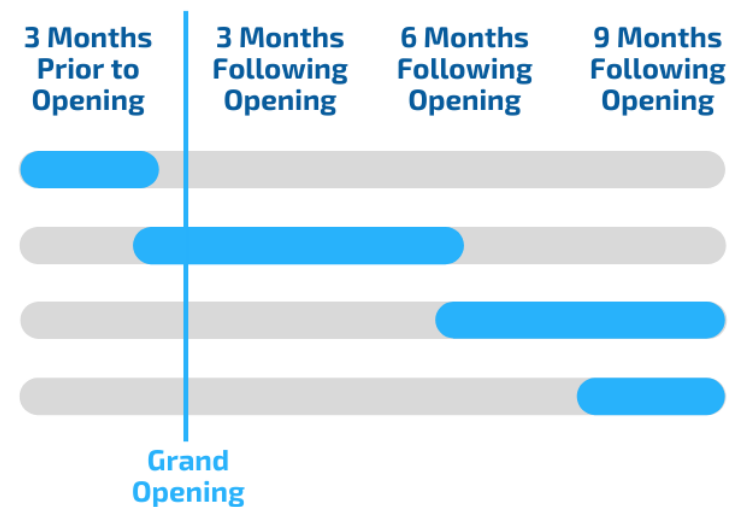 3 Months
Prior to
Opening
3 Months
Following
Opening
6 Months
Following
Opening
9 Months
Following
Opening
Grand
Opening